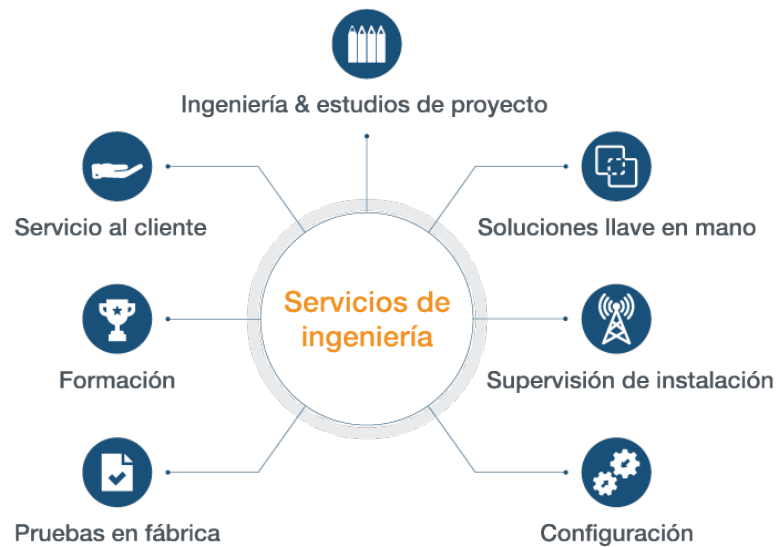 Ingeniería & estudios de proyecto
Servicio al cliente
Soluciones llave en mano
Servicios de
ingeniería
Formación
Supervisión de instalación
Pruebas en fábrica
Configuración